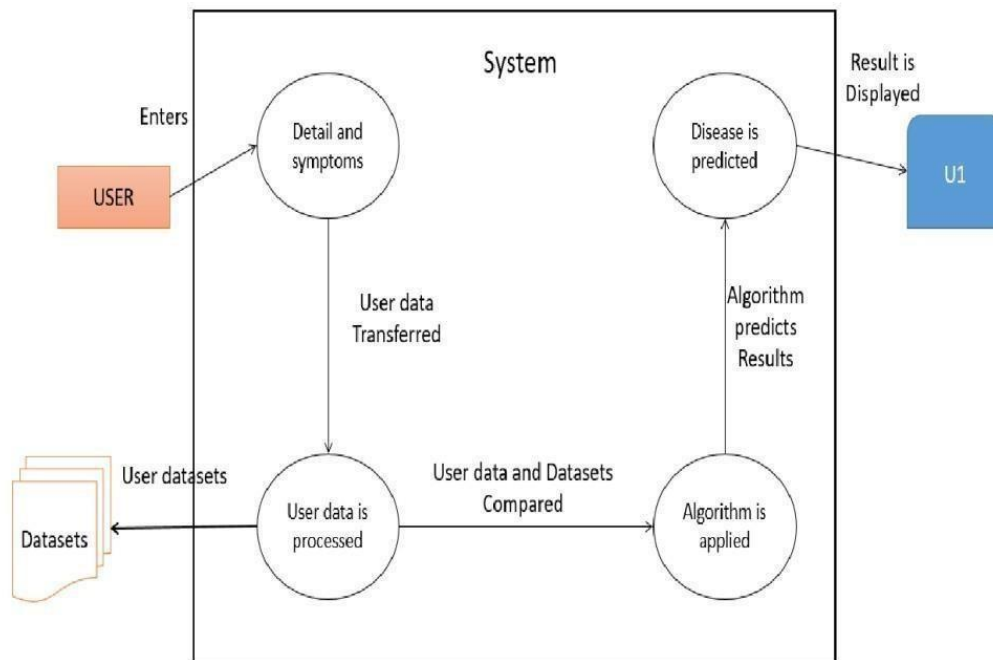 System
Enters
USER
Detail and
symptoms
Disease is
predicted
Result is
Displayed
U1
User data
Transferred
Algorithm
predicts
Results
User datasets
Datasets
User data is
processed
User data and Datasets
Compared
Algorithm is
applied